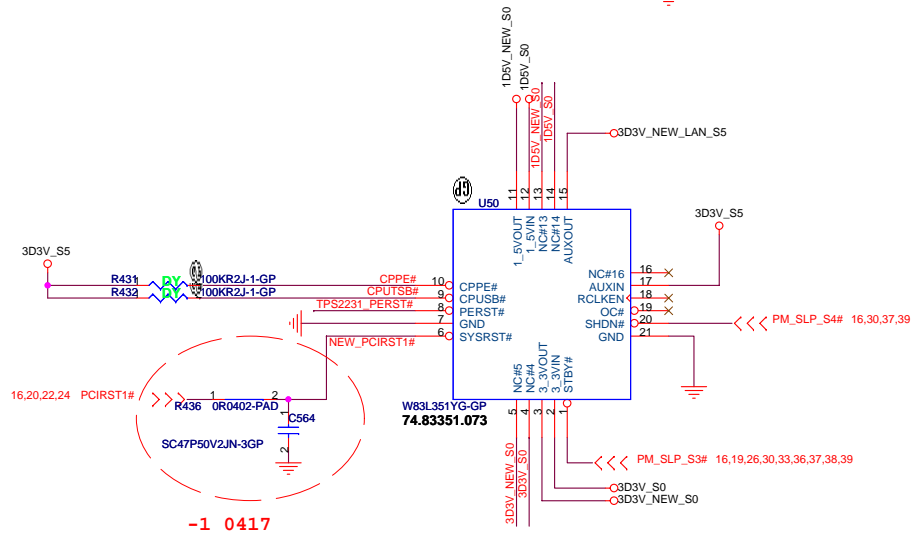 1D5V_NEW_S0
1D5V_S0
1D5V_NEW_S0
1D5V_S0
3D3V_NEW_LAN_S5
11
12
13
14
15
U50
3D3V_S5
1_5VOUT
1_5VIN
NC#13
NC#14
AUXOUT
3D3V_S5
R431
DY
100KR2J-1-GP
CPPE#
10
CPPE#
R432
DY
100KR2J-1-GP
CPUTSB#
9
CPUSB#
TPS2231_PERST#
8
PERST#
7
GND
NEW_PCIRST1#
6
SYSRST#
NC#16
16
AUXIN
17
RCLKEN
18
OC#
19
SHDN#
20
GND
21
PM_SLP_S4# 16,30,37,39
16,20,22,24 PCIRST1#
1
2
R436
0R0402-PAD
1
C564
SC47P50V2JN-3GP
2
NC#5
NC#4
3_3VOUT
3_3VIN
STBY#
W83L351YG-GP
74.83351.073
5
4
3
2
1
3D3V_NEW_S0
3D3V_S0
PM_SLP_S3# 16,19,26,30,33,36,37,38,39
3D3V_S0
3D3V_NEW_S0
-1 0417